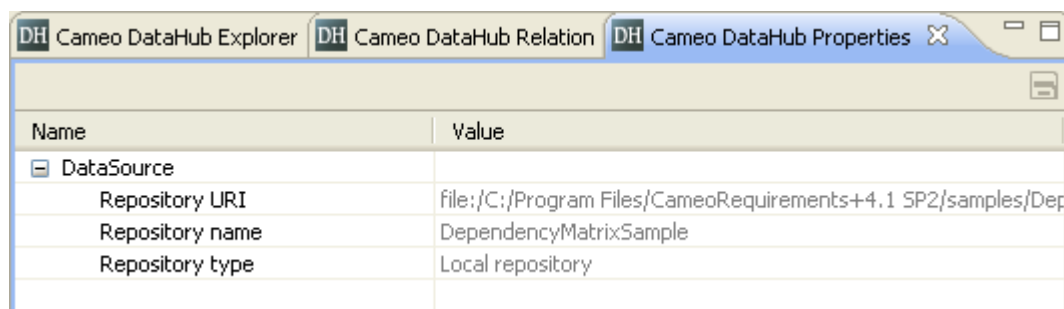 DH Cameo DataHub Explorer DH Cameo DataHub Relation DH Cameo DataHub Properties
Name Value
DataSource
Repository URI file:/C:/Program Files/CameoRequirements+4.1 SP2/samples/Dep
Repository name DependencyMatrixSample
Repository type Local repository